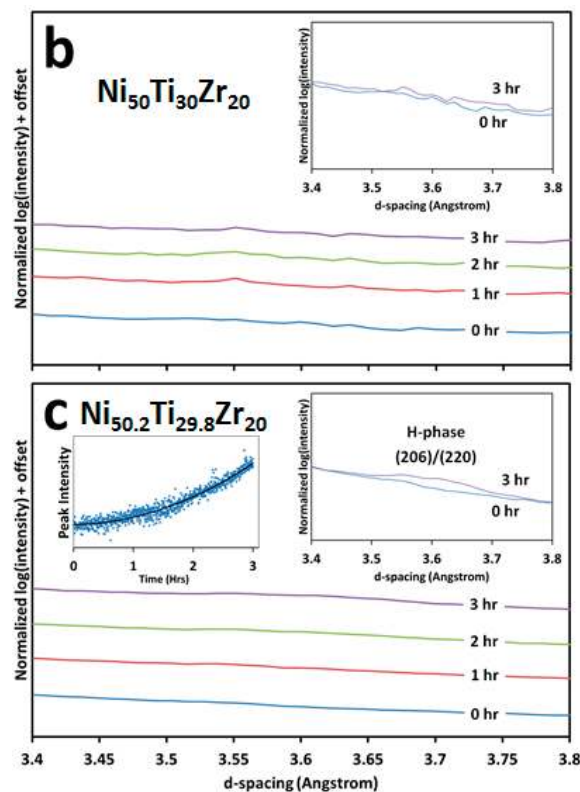 b
Ni50Ti30Zr20
Normalized log(intensity) + offset
Normalized log(intensity)
3 hr
0 hr
3.4 3.5 3.6 3.7 3.8
d-spacing (Angstrom)
3 hr
2 hr
1 hr
0 hr
c
Ni50.2Ti29.8Zr20
Normalized log(intensity) + offset
Peak Intensity
0 1 2 3
Time (Hrs)
Normalized log(intensity)
H-phase
(206)/(220)
3 hr
0 hr
3.4 3.5 3.6 3.7 3.8
d-spacing (Angstrom)
3 hr
2 hr
1 hr
0 hr
3.4 3.45 3.5 3.55 3.6 3.65 3.7 3.75 3.8
d-spacing (Angstrom)